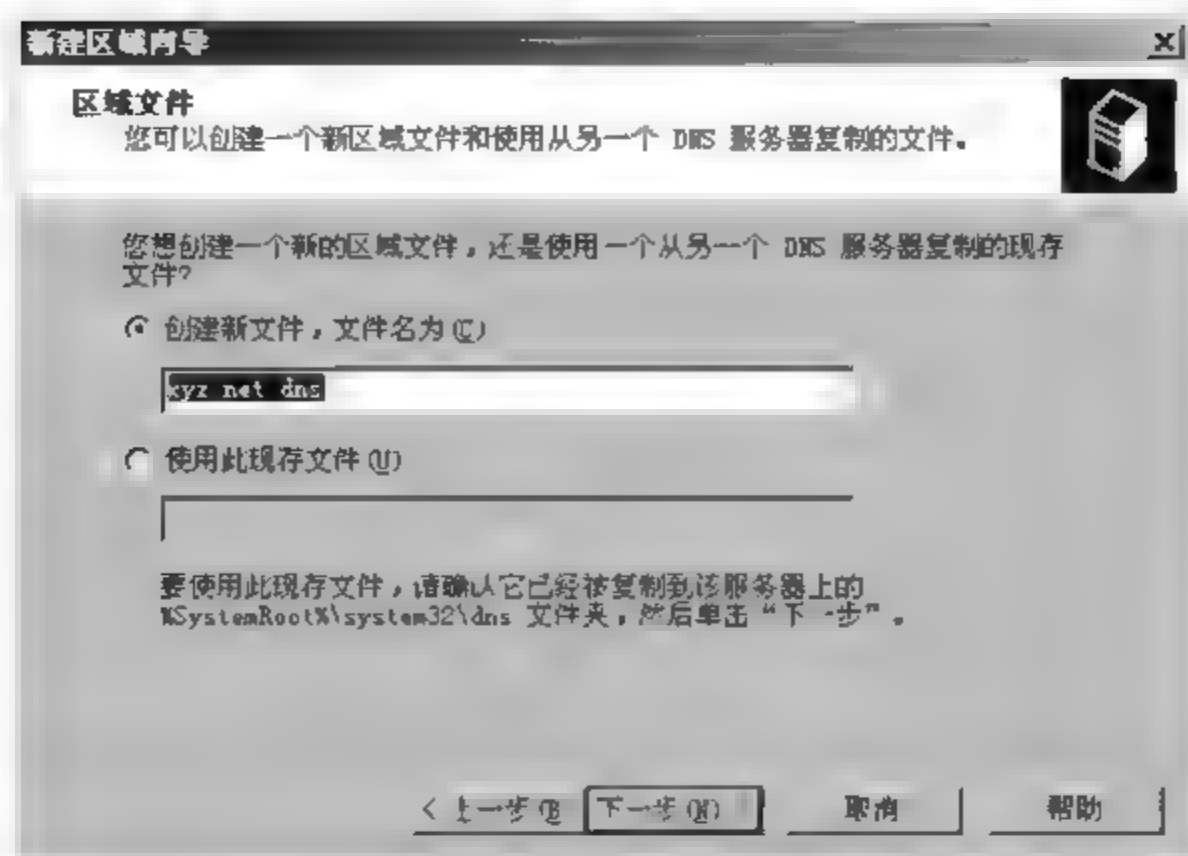 新建区域向导
区域文件
您可以创建一个新区域文件和使用从另一个 DNS 服务器复制的文件。
您想创建一个新的区域文件，还是使用一个从另一个 DNS 服务器复制的现存
文件?
创建新文件，文件名为(C)
xyz net dns
使用此现存文件(U)
要使用此现存文件，请确认它已经被复制到该服务器上的
%SystemRoot%\system32\dns 文件夹，然后单击“下一步”。
< 上一步(B 下一步(N) 取消 帮助